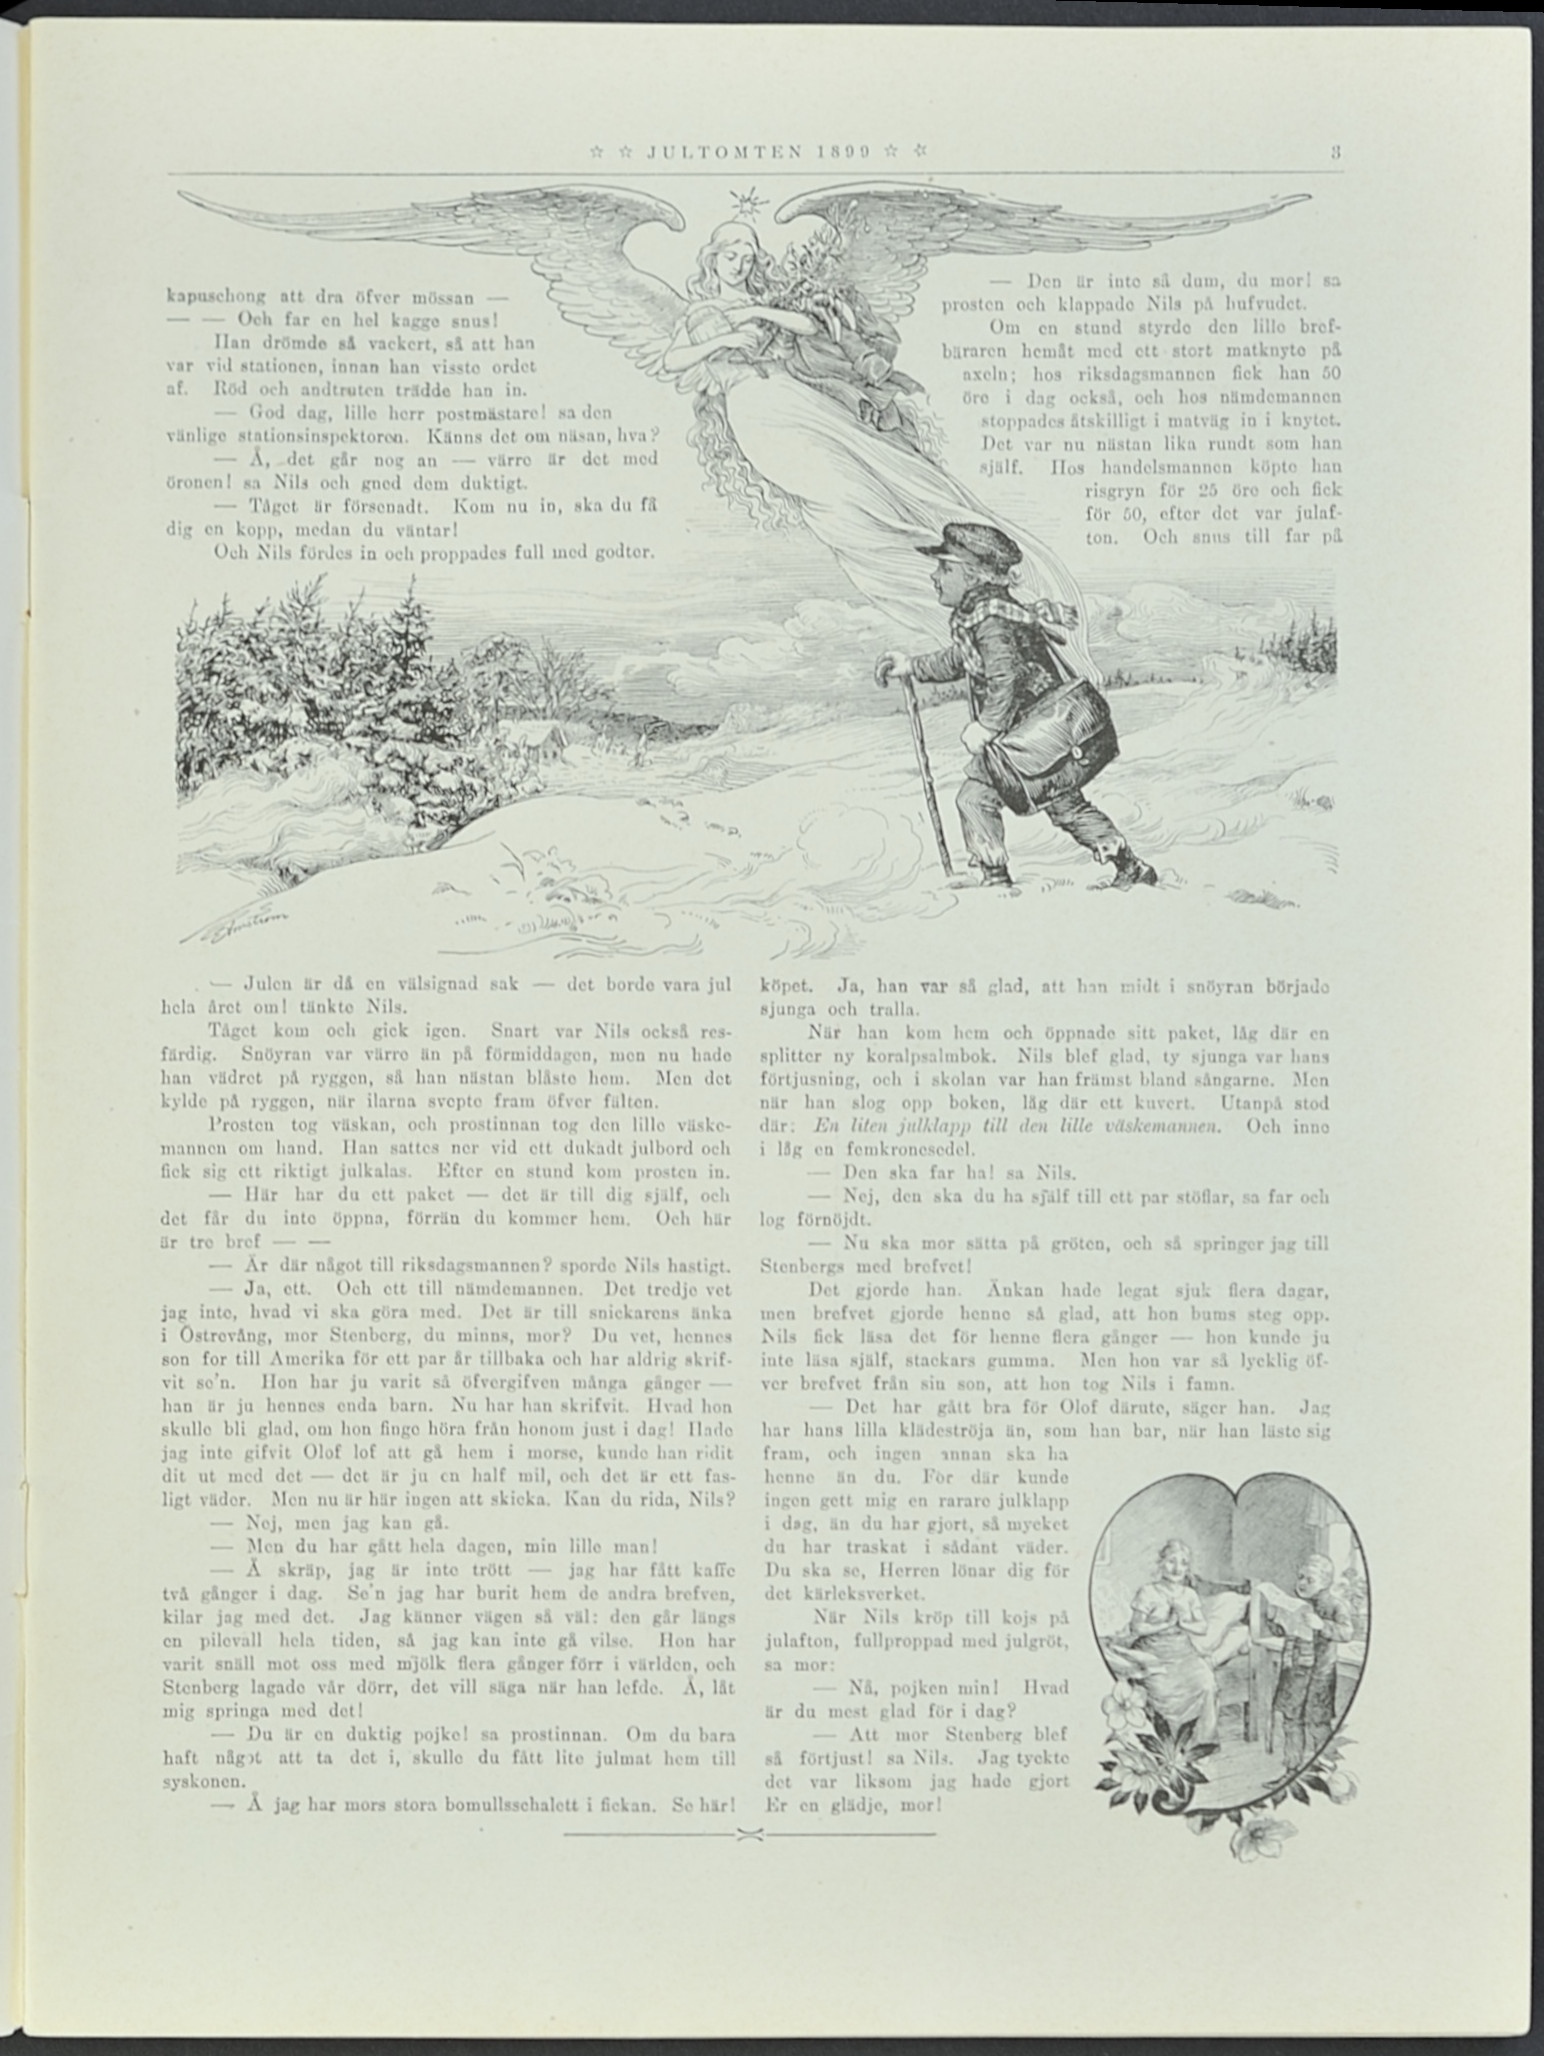 ☆ ☆ JULTOMTEN 1899 ☆ ☆
3
kapuschong att dra öfver mössan —
— — Och far en hel kagge snus!
Han drömde så vackert, så att han
var vid stationen, innan han visste ordet
af. Röd och andtruten trädde han in.
— God dag, lille herr postmästare! sa den
vänlige stationsinspektoren. Känns det om näsan, hva?
— Å, det går nog an — värre är det med
öronen! sa Nils och gned dem duktigt.
— Tåget är försenadt. Kom nu in, ska du få
dig en kopp, medan du väntar!
Och Nils fördes in och proppades full med godter.
— Julen är då en välsignad sak — det borde vara jul
hela året om! tänkte Nils.
Tåget kom och gick igen. Snart var Nils också res-
färdig. Snöyran var värre än på förmiddagen, men nu hade
han vädret på ryggen, så han nästan blåste hem. Men det
kylde på ryggen, när ilarna svepte fram öfver fälten.
Prosten tog väskan, och prostinnan tog den lille väske-
mannen om hand. Han sattes ner vid ett dukadt julbord och
fick sig ett riktigt julkalas. Efter en stund kom prosten in.
— Här har du ett paket — det är till dig själf, och
det får du inte öppna, förrän du kommer hem. Och här
är tre bref — —
— Är där något till riksdagsmannen? sporde Nils hastigt.
— Ja, ett. Och ett till nämdemannen. Det tredje vet
jag inte, hvad vi ska göra med. Det är till snickarens änka
i Östrevång, mor Stenberg, du minns, mor? Du vet, hennes
son for till Amerika för ett par år tillbaka och har aldrig skrif-
vit se'n. Hon har ju varit så öfvergifven många gånger —
han är ju hennes enda barn. Nu har han skrifvit. Hvad hon
skulle bli glad, om hon finge höra från honom just i dag! Hade
jag inte gifvit Olof lof att gå hem i morse, kunde han ridit
dit ut med det — det är ju en half mil, och det är ett fas-
ligt väder. Men nu är här ingen att skicka. Kan du rida, Nils?
— Nej, men jag kan gå.
— Men du har gått hela dagen, min lille man!
— Å skräp, jag är inte trött — jag har fått kaffe
två gånger i dag. Se'n jag har burit hem de andra brefven,
kilar jag med det. Jag känner vägen så väl: den går längs
en pilevall hela tiden, så jag kan inte gå vilse. Hon har
varit snäll mot oss med mjölk flera gånger förr i världen, och
Stenberg lagade vår dörr, det vill säga när han lefde. Å, låt
mig springa med det!
— Du är en duktig pojke! sa prostinnan. Om du bara
haft något att ta det i, skulle du fått lite julmat hem till
syskonen.
— Å jag har mors stora bomullsschalett i fickan. Se här!
— Den är inte så dum, du mor! sa
prosten och klappade Nils på hufvudet.
Om en stund styrde den lille bref-
bäraren hemåt med ett stort matknyte på
axeln; hos riksdagsmannen fick han 50
öre i dag också, och hos nämdemannen
stoppades åtskilligt i matväg in i knytet.
Det var nu nästan lika rundt som han
själf. Hos handelsmannen köpte han
risgryn för 25 öre och fick
för 50, efter det var julaf-
ton. Och snus till far på
köpet. Ja, han var så glad, att han midt i snöyran började
sjunga och tralla.
När han kom hem och öppnade sitt paket, låg där en
splitter ny koralpsalmbok. Nils blef glad, ty sjunga var hans
förtjusning, och i skolan var han främst bland sångarne. Men
när han slog opp boken, låg där ett kuvert. Utanpå stod
där: En liten julklapp till den lille väskemannen. Och inne
i låg en femkronesedel.
— Den ska far ha! sa Nils.
— Nej, den ska du ha själf till ett par stöflar, sa far och
log förnöjdt.
— Nu ska mor sätta på gröten, och så springer jag till
Stenbergs med brefvet!
Det gjorde han. Änkan hade legat sjuk flera dagar,
men brefvet gjorde henne så glad, att hon bums steg opp.
Nils fick läsa det för henne flera gånger — hon kunde ju
inte läsa själf, stackars gumma. Men hon var så lycklig öf-
ver brefvet från sin son, att hon tog Nils i famn.
— Det har gått bra för Olof därute, säger han. Jag
har hans lilla klädeströja än, som han bar, när han läste sig
fram, och ingen annan ska ha
henne än du. För där kunde
ingen gett mig en rarare julklapp
i dag, än du har gjort, så mycket
du har traskat i sådant väder.
Du ska se, Herren lönar dig för
det kärleksverket.
När Nils kröp till kojs på
julafton, fullproppad med julgröt,
sa mor:
— Nå, pojken min! Hvad
är du mest glad för i dag?
— Att mor Stenberg blef
så förtjust! sa Nils. Jag tyckte
det var liksom jag hade gjort
Er en glädje, mor!